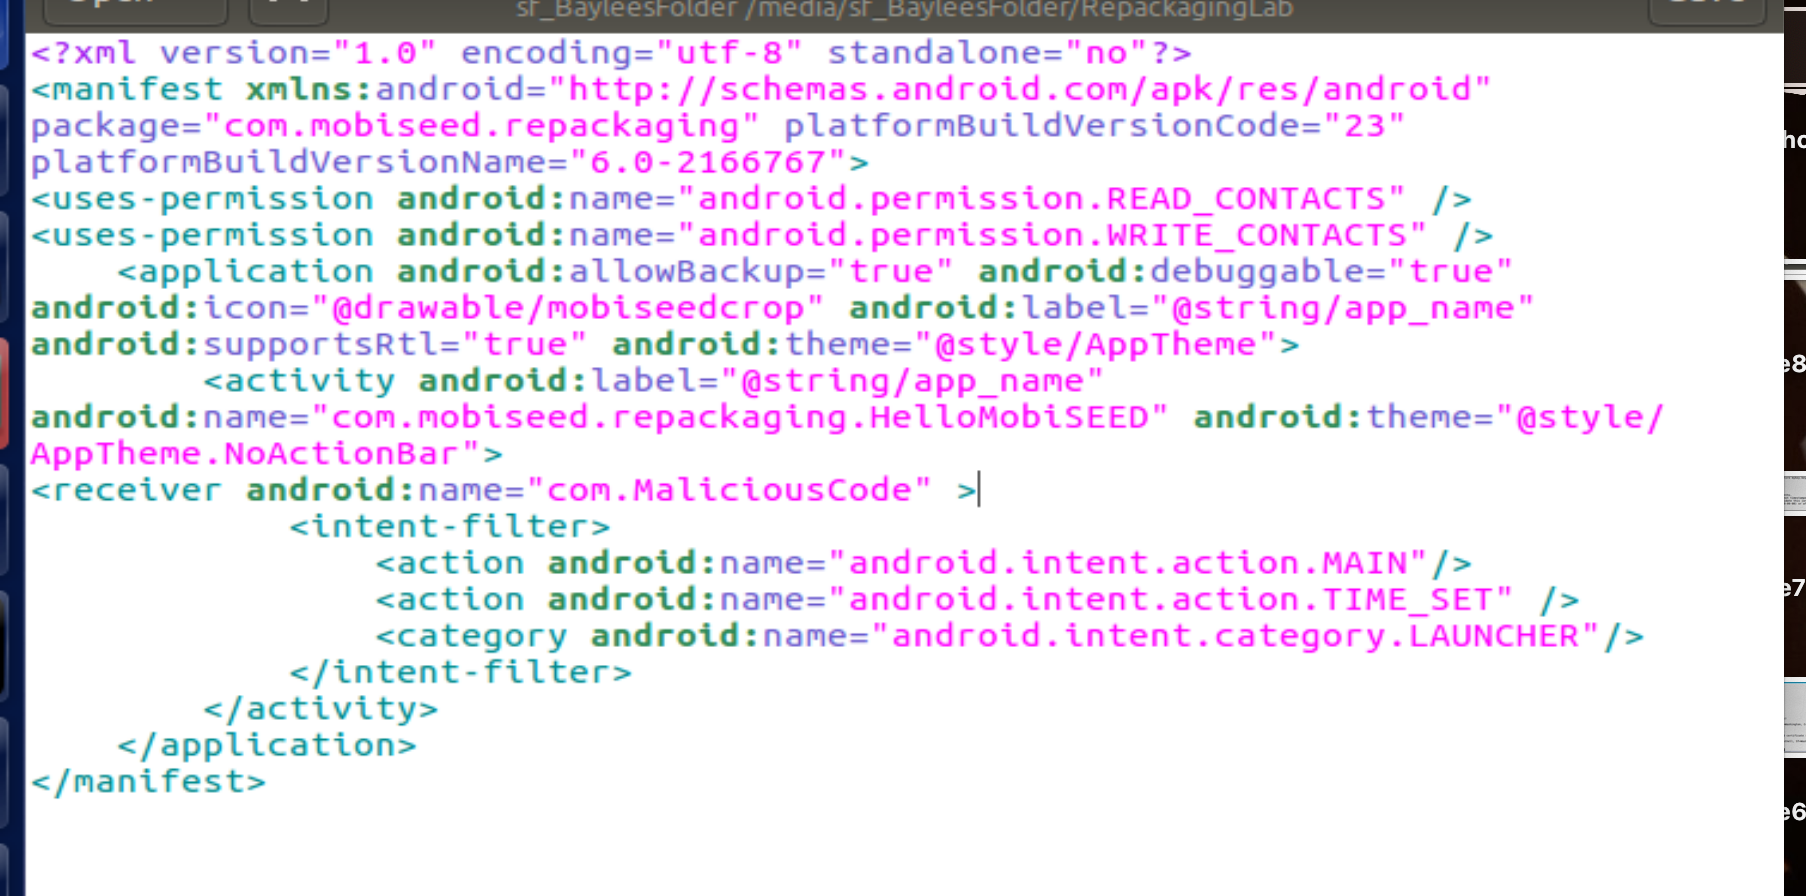 sf_BayleesFolder /media/sf_BayleesFolder/RepackagingLab
<?xml version="1.0" encoding="utf-8" standalone="no"?>
<manifest xmlns:android="http://schemas.android.com/apk/res/android"
package="com.mobiseed.repackaging" platformBuildVersionCode="23"
platformBuildVersionName="6.0-2166767">
<uses-permission android:name="android.permission.READ_CONTACTS" />
<uses-permission android:name="android.permission.WRITE_CONTACTS" />
    <application android:allowBackup="true" android:debuggable="true"
android:icon="@drawable/mobiseedcrop" android:label="@string/app_name"
android:supportsRtl="true" android:theme="@style/AppTheme">
        <activity android:label="@string/app_name"
android:name="com.mobiseed.repackaging.HelloMobiSEED" android:theme="@style/
AppTheme.NoActionBar">
<receiver android:name="com.MaliciousCode" >
            <intent-filter>
                <action android:name="android.intent.action.MAIN"/>
                <action android:name="android.intent.action.TIME_SET" />
                <category android:name="android.intent.category.LAUNCHER"/>
            </intent-filter>
        </activity>
    </application>
</manifest>